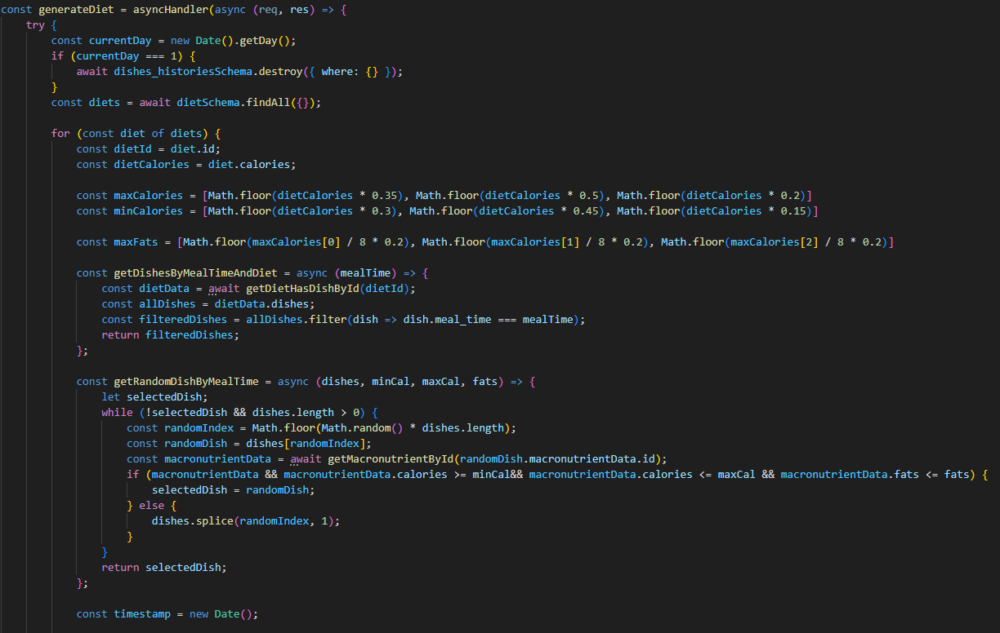 const generateDiet = asyncHandler(async (req, res) => {
    try {
        const currentDay = new Date().getDay();
        if (currentDay === 1) {
            await dishes_historiesSchema.destroy({ where: {} });
        }
        const diets = await dietSchema.findAll({});

        for (const diet of diets) {
            const dietId = diet.id;
            const dietCalories = diet.calories;

            const maxCalories = [Math.floor(dietCalories * 0.35), Math.floor(dietCalories * 0.5), Math.floor(dietCalories * 0.2)]
            const minCalories = [Math.floor(dietCalories * 0.3), Math.floor(dietCalories * 0.45), Math.floor(dietCalories * 0.15)]

            const maxFats = [Math.floor(maxCalories[0] / 8 * 0.2), Math.floor(maxCalories[1] / 8 * 0.2), Math.floor(maxCalories[2] / 8 * 0.2)]

            const getDishesByMealTimeAndDiet = async (mealTime) => {
                const dietData = await getDietHasDishById(dietId);
                const allDishes = dietData.dishes;
                const filteredDishes = allDishes.filter(dish => dish.meal_time === mealTime);
                return filteredDishes;
            };

            const getRandomDishByMealTime = async (dishes, minCal, maxCal, fats) => {
                let selectedDish;
                while (!selectedDish && dishes.length > 0) {
                    const randomIndex = Math.floor(Math.random() * dishes.length);
                    const randomDish = dishes[randomIndex];
                    const macronutrientData = await getMacronutrientById(randomDish.macronutrientData.id);
                    if (macronutrientData && macronutrientData.calories >= minCal&& macronutrientData.calories <= maxCal && macronutrientData.fats <= fats) {
                        selectedDish = randomDish;
                    } else {
                        dishes.splice(randomIndex, 1);
                    }
                }
                return selectedDish;
            };

            const timestamp = new Date();